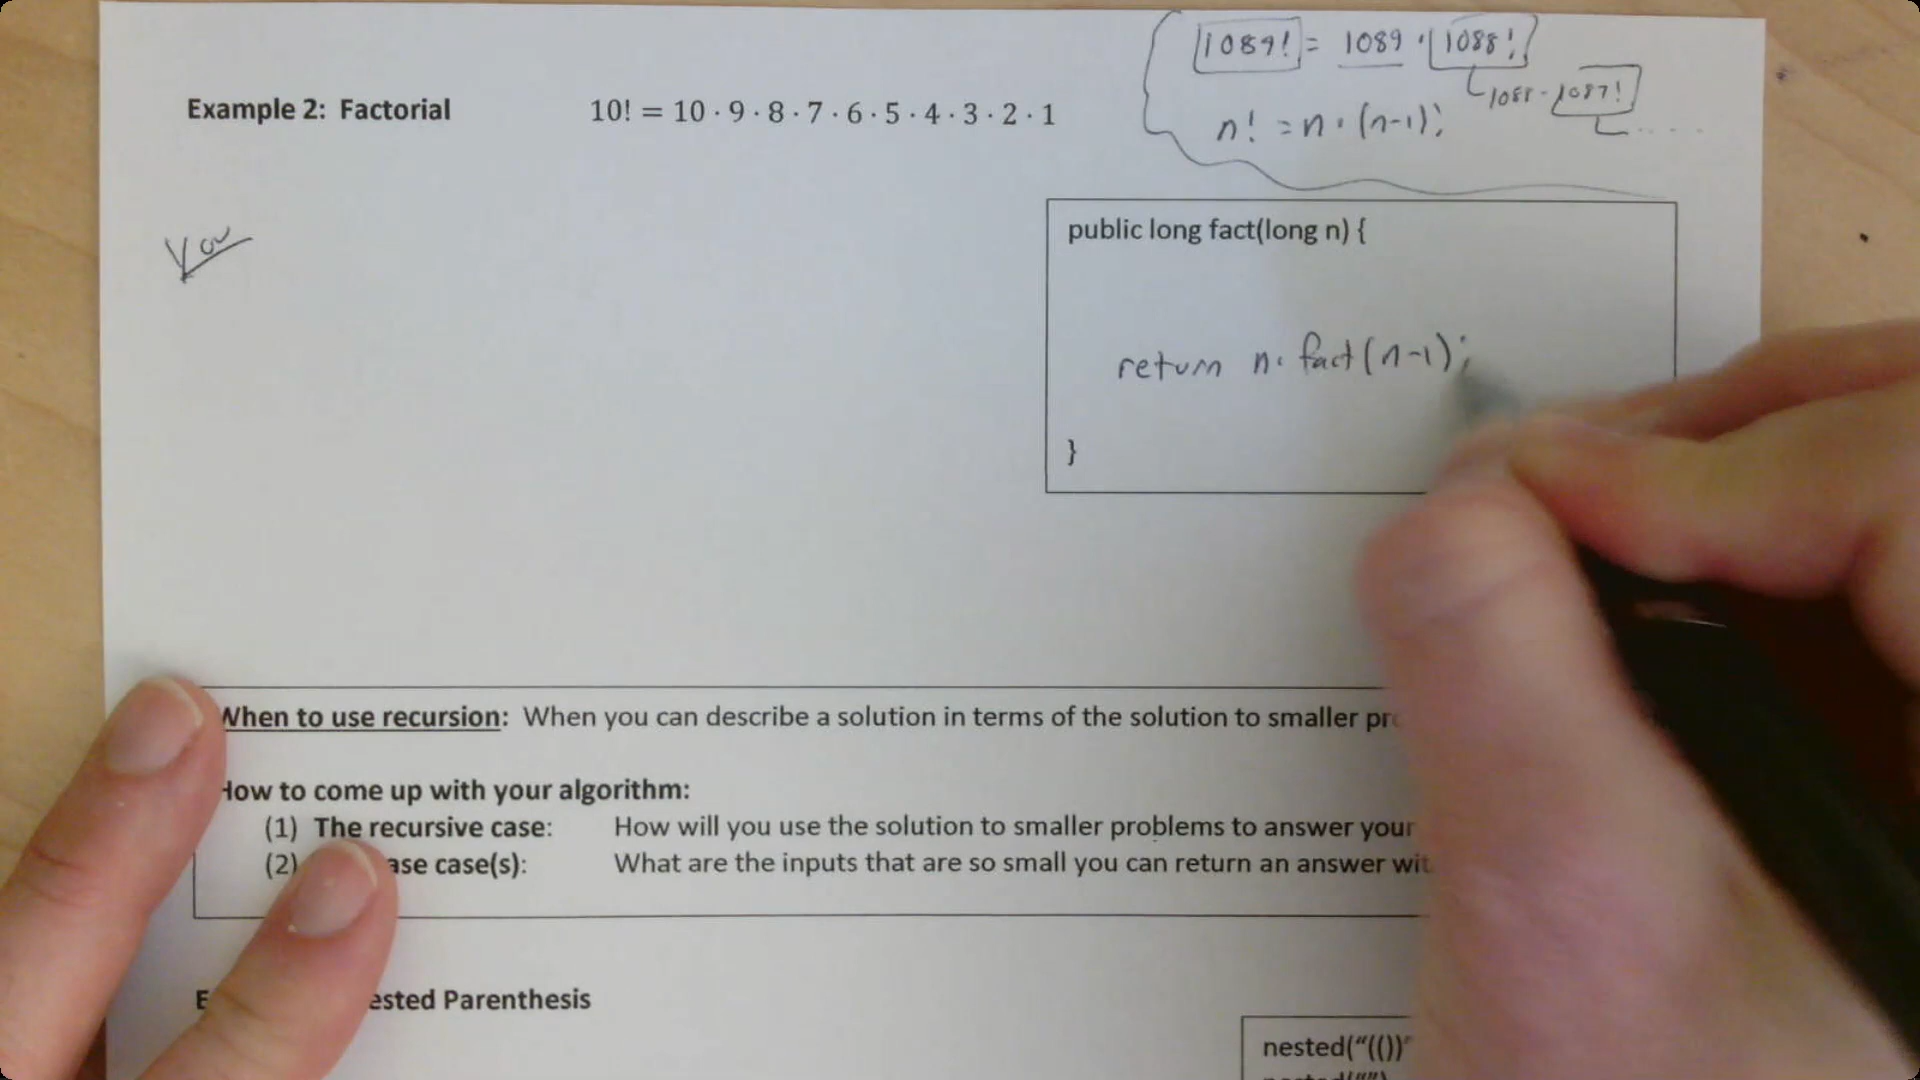 1089! = 1089 · 1088!
1088 · 1087!
. . . .
Example 2: Factorial
10! = 10 · 9 · 8 · 7 · 6 · 5 · 4 · 3 · 2 · 1
n! = n · (n-1)!
You
public long fact(long n) {
return n · fact(n-1);
}
When to use recursion: When you can describe a solution in terms of the solution to smaller
How to come up with your algorithm:
(1) The recursive case: How will you use the solution to smaller problems to answer your
(2) case(s): What are the inputs that are so small you can return an answer
Parenthesis
nested("(())"